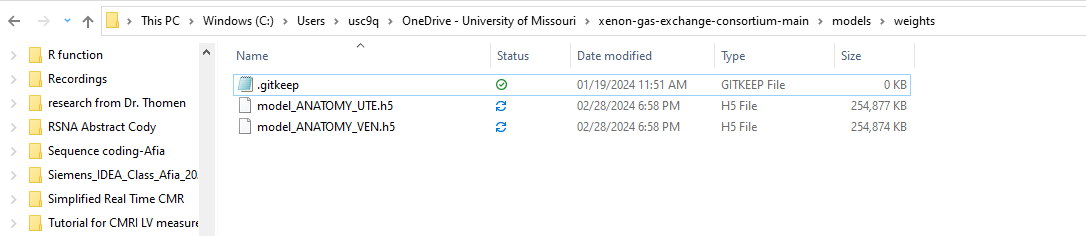 This PC > Windows (C:) > Users > usc9q > OneDrive - University of Missouri > xenon-gas-exchange-consortium-main > models > weights
R function
Recordings
research from Dr. Thomen
RSNA Abstract Cody
Sequence coding-Afia
Siemens_IDEA_Class_Afia_20
Simplified Real Time CMR
Tutorial for CMRI LV measure
Name Status Date modified Type Size
.gitkeep 01/19/2024 11:51 AM GITKEEP File 0 KB
model_ANATOMY_UTE.h5 02/28/2024 6:58 PM H5 File 254,877 KB
model_ANATOMY_VEN.h5 02/28/2024 6:58 PM H5 File 254,874 KB